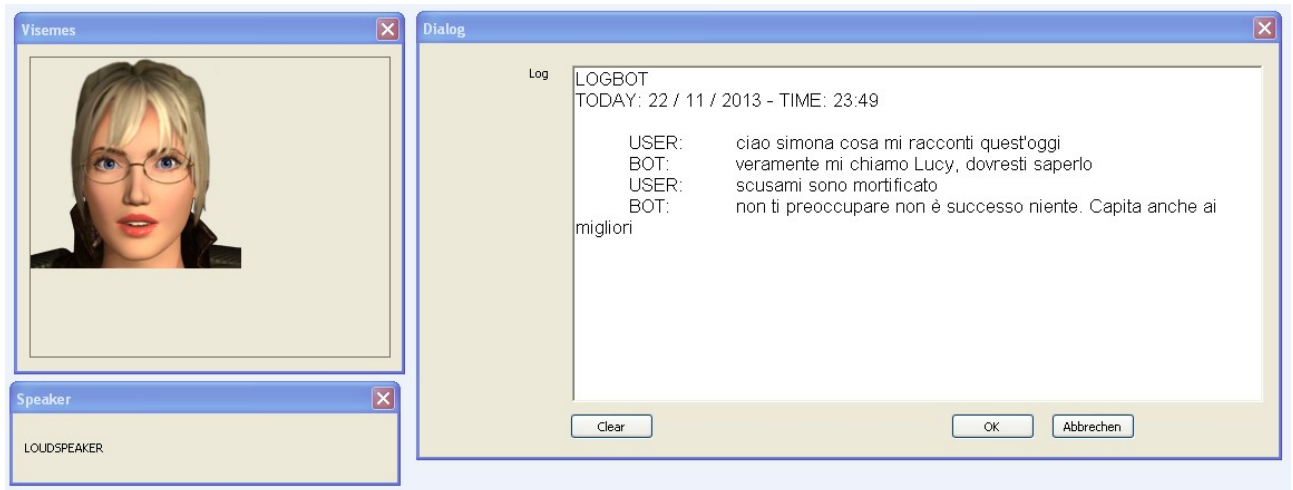 Visemes
Dialog
Log
LOGBOT
TODAY: 22 / 11 / 2013 - TIME: 23:49
USER: ciao simona cosa mi racconti quest'oggi
BOT: veramente mi chiamo Lucy, dovresti saperlo
USER: scusami sono mortificato
BOT: non ti preoccupare non è successo niente. Capita anche ai
migliori
Clear
OK
Abbrechen
Speaker
LOUDSPEAKER